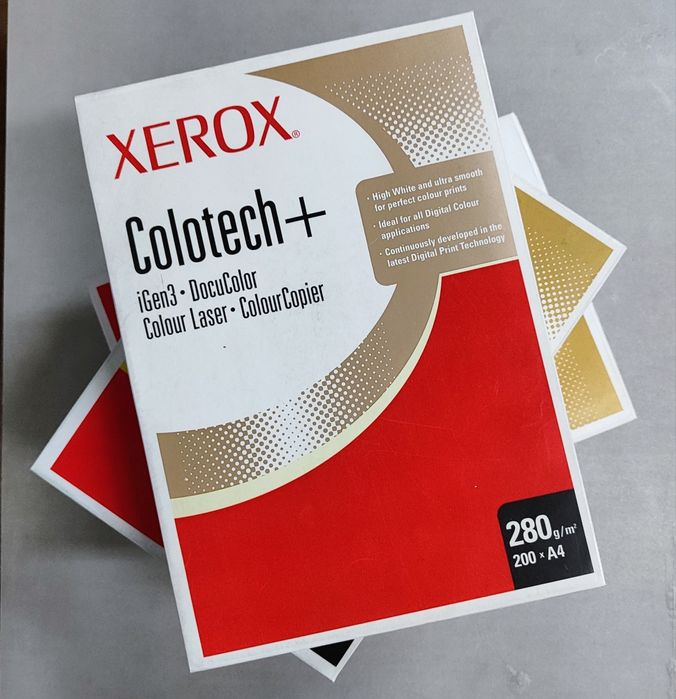 XEROX®
Colotech+
iGen3 • DocuColor
Colour Laser • ColourCopier
• High White and ultra smooth
for perfect colour prints
• Ideal for all Digital Colour
applications
• Continuously developed in the
latest Digital Print Technology
280g/m²
200 x A4